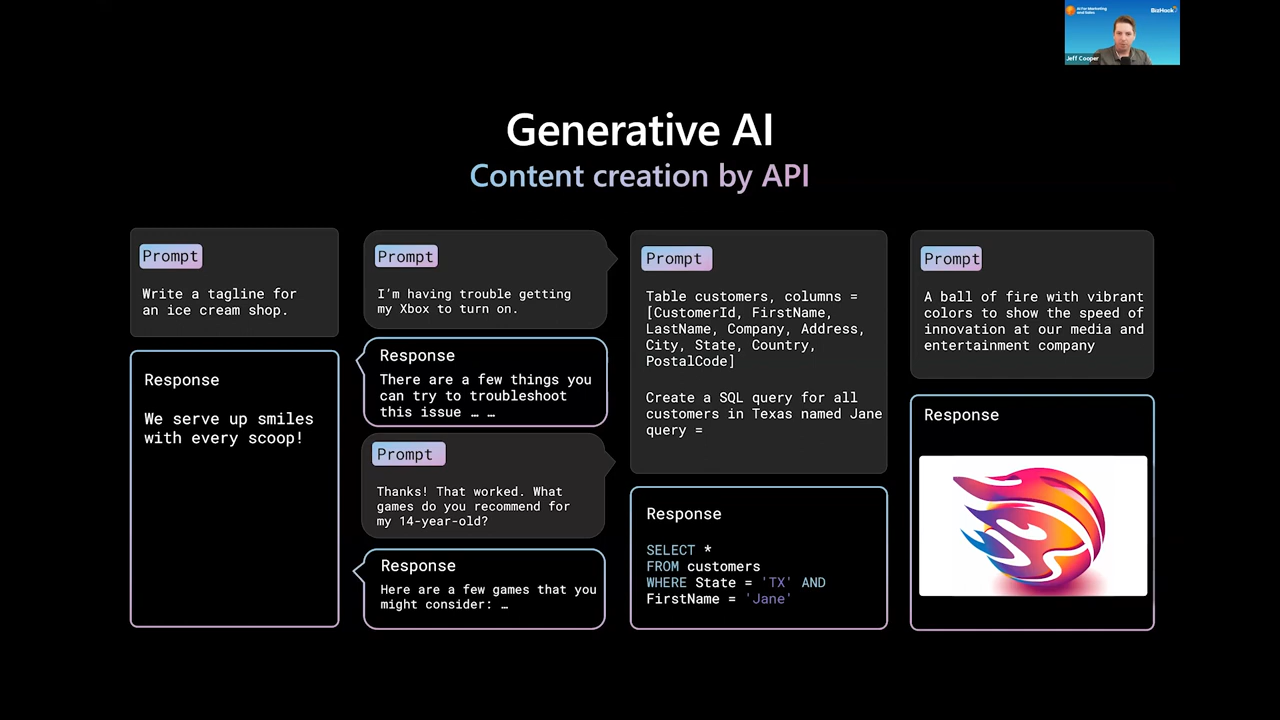 AI For Marketing
and Sales
BizHack
Jeff Cooper
Generative AI
Content creation by API
Prompt
Write a tagline for
an ice cream shop.
Response
We serve up smiles
with every scoop!
Prompt
I'm having trouble getting
my Xbox to turn on.
Response
There are a few things you
can try to troubleshoot
this issue … …
Prompt
Thanks! That worked. What
games do you recommend for
my 14-year-old?
Response
Here are a few games that you
might consider: …
Prompt
Table customers, columns =
[CustomerId, FirstName,
LastName, Company, Address,
City, State, Country,
PostalCode]
Create a SQL query for all
customers in Texas named Jane
query =
Response
SELECT *
FROM customers
WHERE State = 'TX' AND
FirstName = 'Jane'
Prompt
A ball of fire with vibrant
colors to show the speed of
innovation at our media and
entertainment company
Response